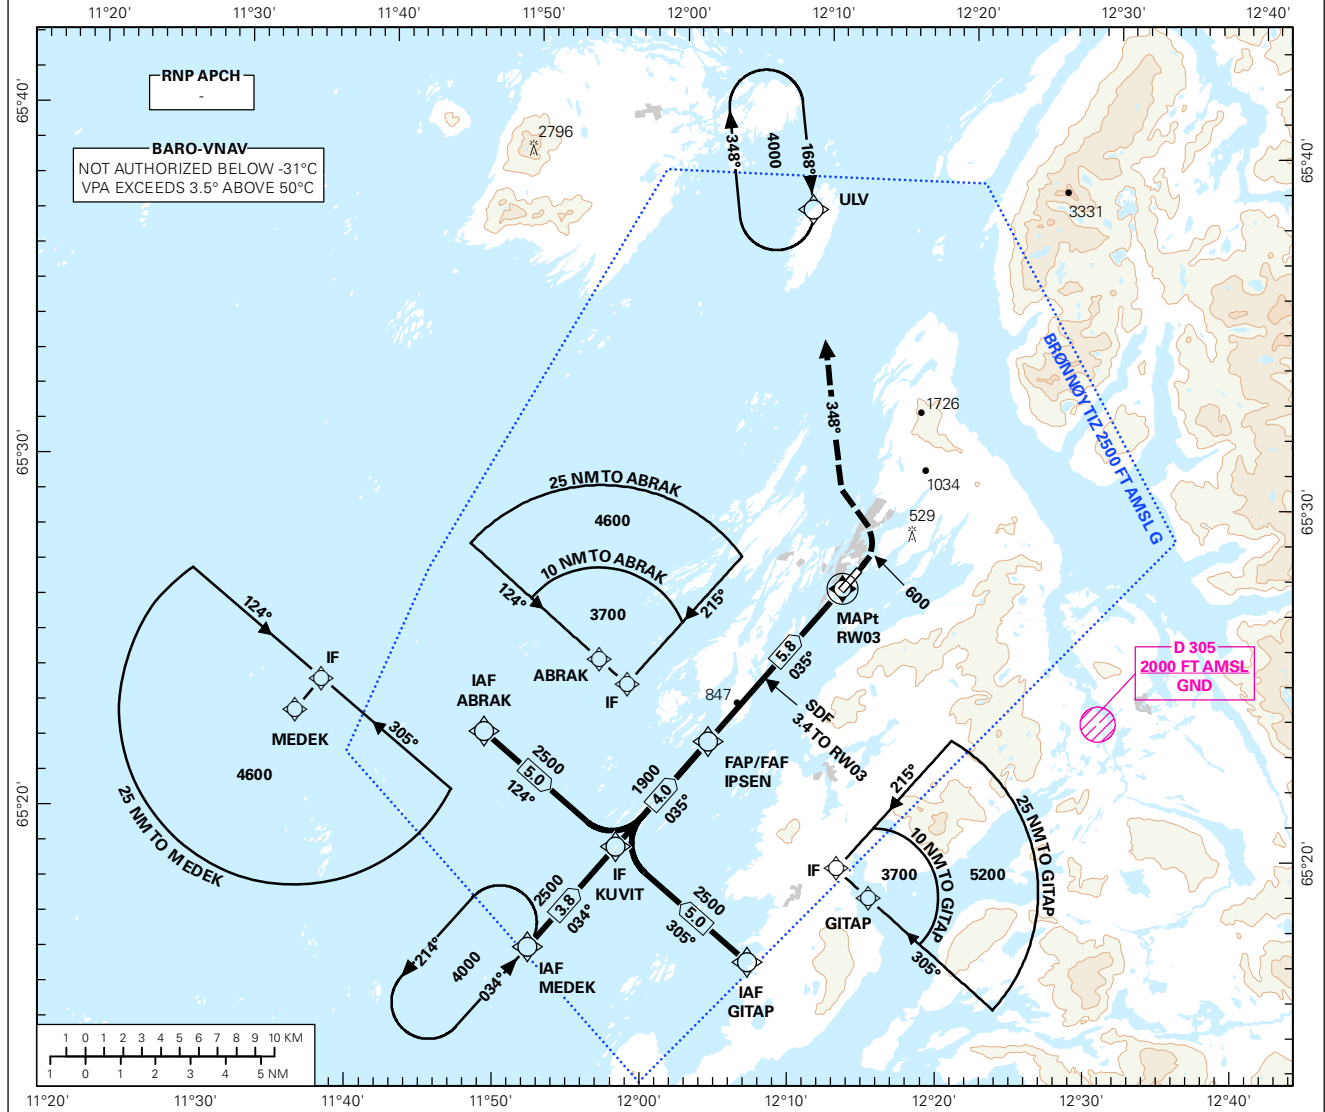 11°20'
11°30'
11°40'
11°50'
12°00'
12°10'
12°20'
12°30'
12°40'
65°40'
65°30'
65°20'
65°40'
65°30'
65°20'
RNP APCH
-
BARO-VNAV
NOT AUTHORIZED BELOW -31°C
VPA EXCEEDS 3.5° ABOVE 50°C
2796
348°
4000
168°
ULV
3331
BRØNNØY TIZ 2500 FT AMSL G
348°
1726
1034
529
25 NM TO ABRAK
4600
10 NM TO ABRAK
3700
124°
215°
ABRAK
IF
600
MAPt
RW03
5.8
035°
SDF
3.4 TO RW03
847
D 305
2000 FT AMSL
GND
124°
IF
MEDEK
305°
4600
25 NM TO MEDEK
IAF
ABRAK
2500
5.0
124°
FAP/FAF
IPSEN
1900
4.0
035°
IF
KUVIT
2500
3.8
034°
2500
5.0
305°
214°
4000
034°
IAF
MEDEK
IAF
GITAP
215°
IF
GITAP
3700
10 NM TO GITAP
5200
25 NM TO GITAP
305°
1 0 1 2 3 4 5 6 7 8 9 10 KM
1 0 1 2 3 4 5 NM
11°20'
11°30'
11°40'
11°50'
12°00'
12°10'
12°20'
12°30'
12°40'